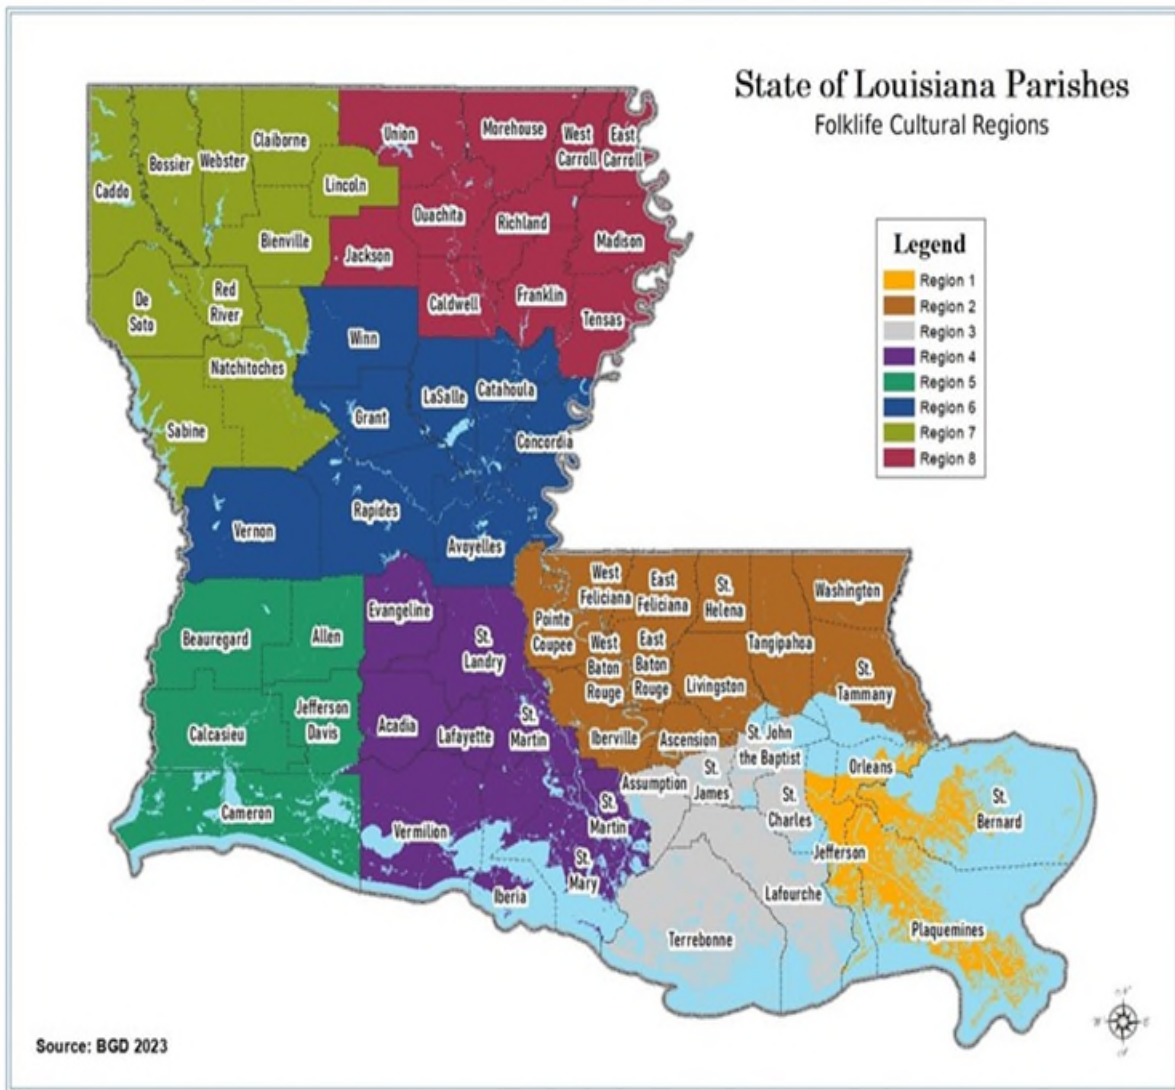 State of Louisiana Parishes
Folklife Cultural Regions
Legend
Region 1
Region 2
Region 3
Region 4
Region 5
Region 6
Region 7
Region 8
Caddo
Bossier
Webster
Claiborne
Lincoln
Bienville
De
Soto
Red
River
Natchitoches
Sabine
Union
Morehouse
West
Carroll
East
Carroll
Ouachita
Richland
Madison
Jackson
Caldwell
Franklin
Tensas
Winn
Grant
LaSalle
Catahoula
Concordia
Vernon
Rapides
Avoyelles
Beauregard
Allen
Calcasieu
Jefferson
Davis
Cameron
Evangeline
St.
Landry
Acadia
Lafayette
St.
Martin
Vermilion
St.
Martin
St.
Mary
Iberia
Pointe
Coupee
West
Feliciana
East
Feliciana
St.
Helena
Tangipahoa
Washington
West
Baton
Rouge
East
Baton
Rouge
Livingston
St.
Tammany
Iberville
Ascension
Assumption
St.
James
St. John
the Baptist
St.
Charles
Lafourche
Terrebonne
Orleans
Jefferson
St.
Bernard
Plaquemines
N
W
E
S
Source: BGD 2023